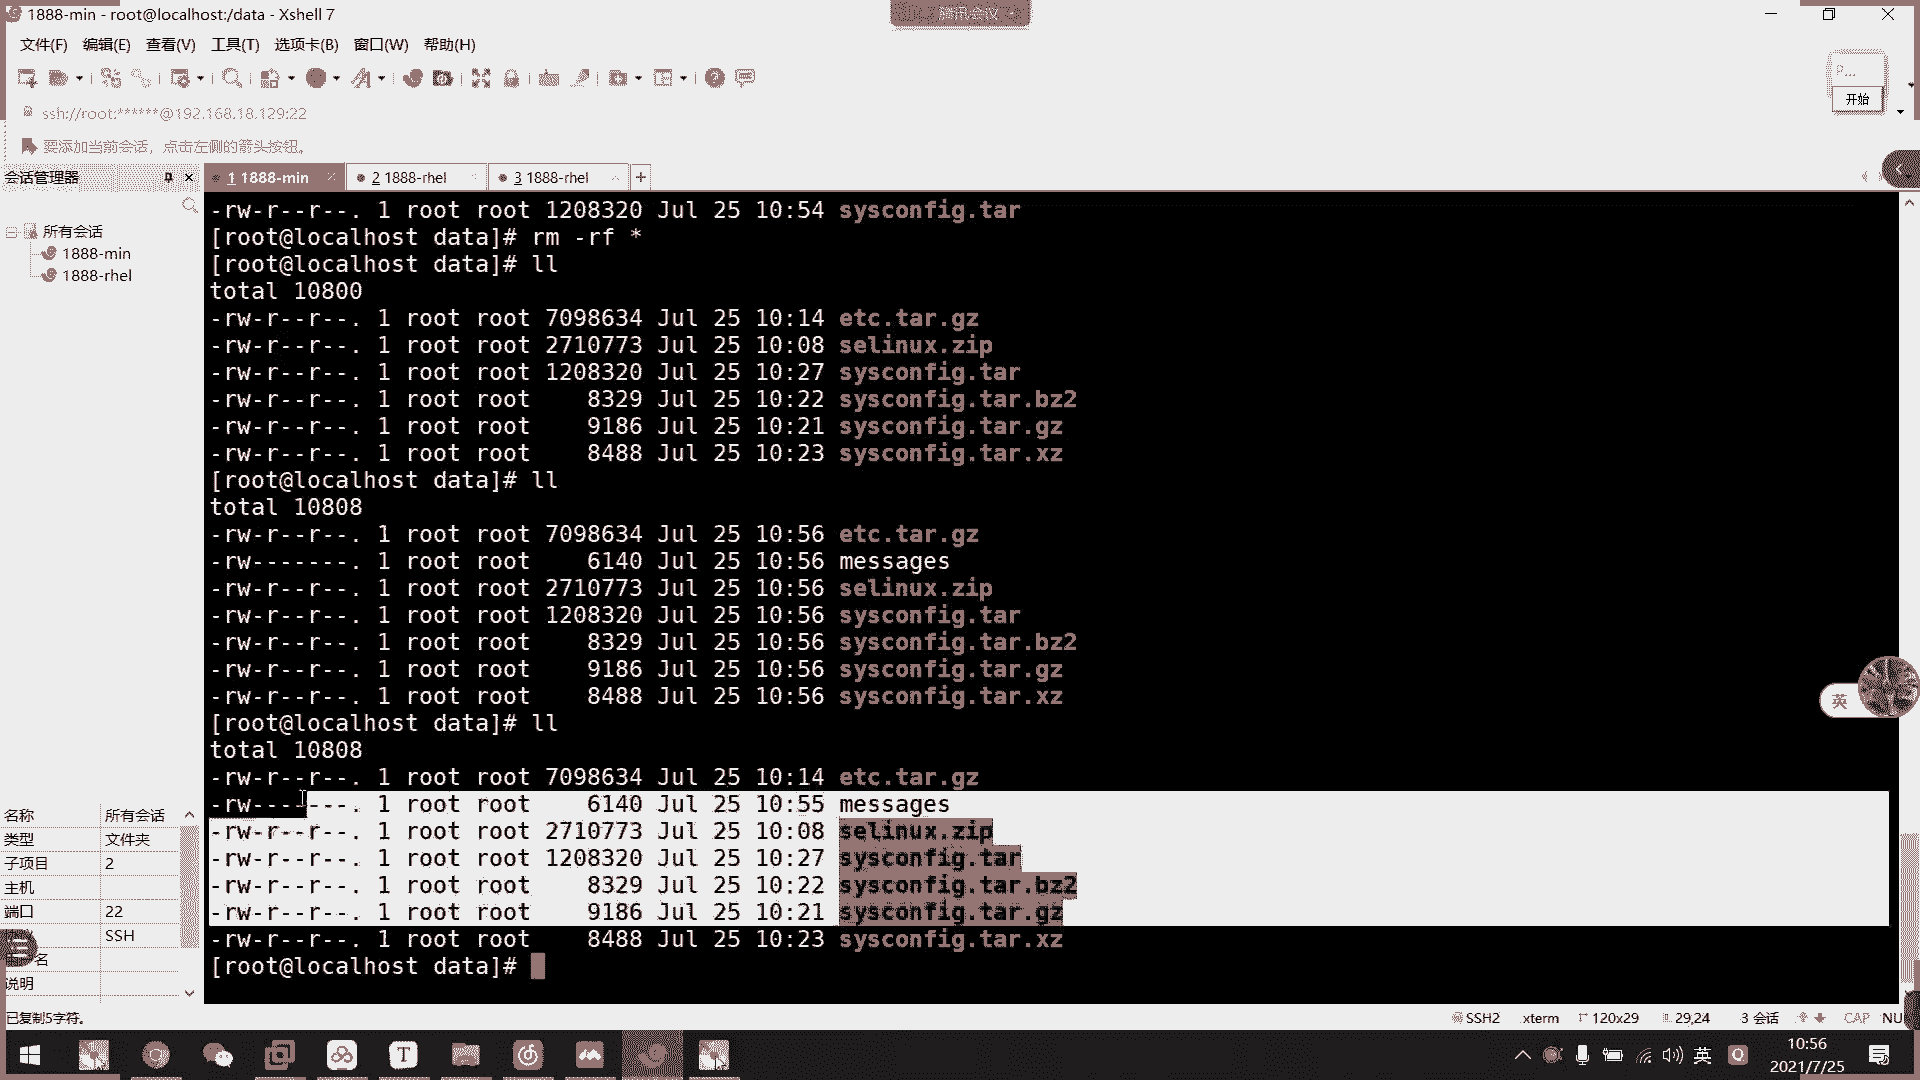 1888-min - root@localhost:/data - Xshell 7
腾讯会议
文件(F) 编辑(E) 查看(V) 工具(T) 选项卡(B) 窗口(W) 帮助(H)
P...
开始
ssh://root:******@192.168.18.129:22
要添加当前会话，点击左侧的箭头按钮。
会话管理器
1 1888-min
2 1888-rhel
3 1888-rhel
所有会话
1888-min
1888-rhel
-rw-r--r--. 1 root root 1208320 Jul 25 10:54 sysconfig.tar
[root@localhost data]# rm -rf *
[root@localhost data]# ll
total 10800
-rw-r--r--. 1 root root 7098634 Jul 25 10:14 etc.tar.gz
-rw-r--r--. 1 root root 2710773 Jul 25 10:08 selinux.zip
-rw-r--r--. 1 root root 1208320 Jul 25 10:27 sysconfig.tar
-rw-r--r--. 1 root root    8329 Jul 25 10:22 sysconfig.tar.bz2
-rw-r--r--. 1 root root    9186 Jul 25 10:21 sysconfig.tar.gz
-rw-r--r--. 1 root root    8488 Jul 25 10:23 sysconfig.tar.xz
[root@localhost data]# ll
total 10808
-rw-r--r--. 1 root root 7098634 Jul 25 10:56 etc.tar.gz
-rw-------. 1 root root    6140 Jul 25 10:56 messages
-rw-r--r--. 1 root root 2710773 Jul 25 10:56 selinux.zip
-rw-r--r--. 1 root root 1208320 Jul 25 10:56 sysconfig.tar
-rw-r--r--. 1 root root    8329 Jul 25 10:56 sysconfig.tar.bz2
-rw-r--r--. 1 root root    9186 Jul 25 10:56 sysconfig.tar.gz
-rw-r--r--. 1 root root    8488 Jul 25 10:56 sysconfig.tar.xz
[root@localhost data]# ll
total 10808
-rw-r--r--. 1 root root 7098634 Jul 25 10:14 etc.tar.gz
-rw-------. 1 root root    6140 Jul 25 10:55 messages
-rw-r--r--. 1 root root 2710773 Jul 25 10:08 selinux.zip
-rw-r--r--. 1 root root 1208320 Jul 25 10:27 sysconfig.tar
-rw-r--r--. 1 root root    8329 Jul 25 10:22 sysconfig.tar.bz2
-rw-r--r--. 1 root root    9186 Jul 25 10:21 sysconfig.tar.gz
-rw-r--r--. 1 root root    8488 Jul 25 10:23 sysconfig.tar.xz
[root@localhost data]#
名称 所有会话
类型 文件夹
子项目 2
主机
端口 22
SSH
名
说明
英
已复制5字符。
SSH2 xterm 120x29 29,24 3 会话 CAP NU
英
10:56
2021/7/25